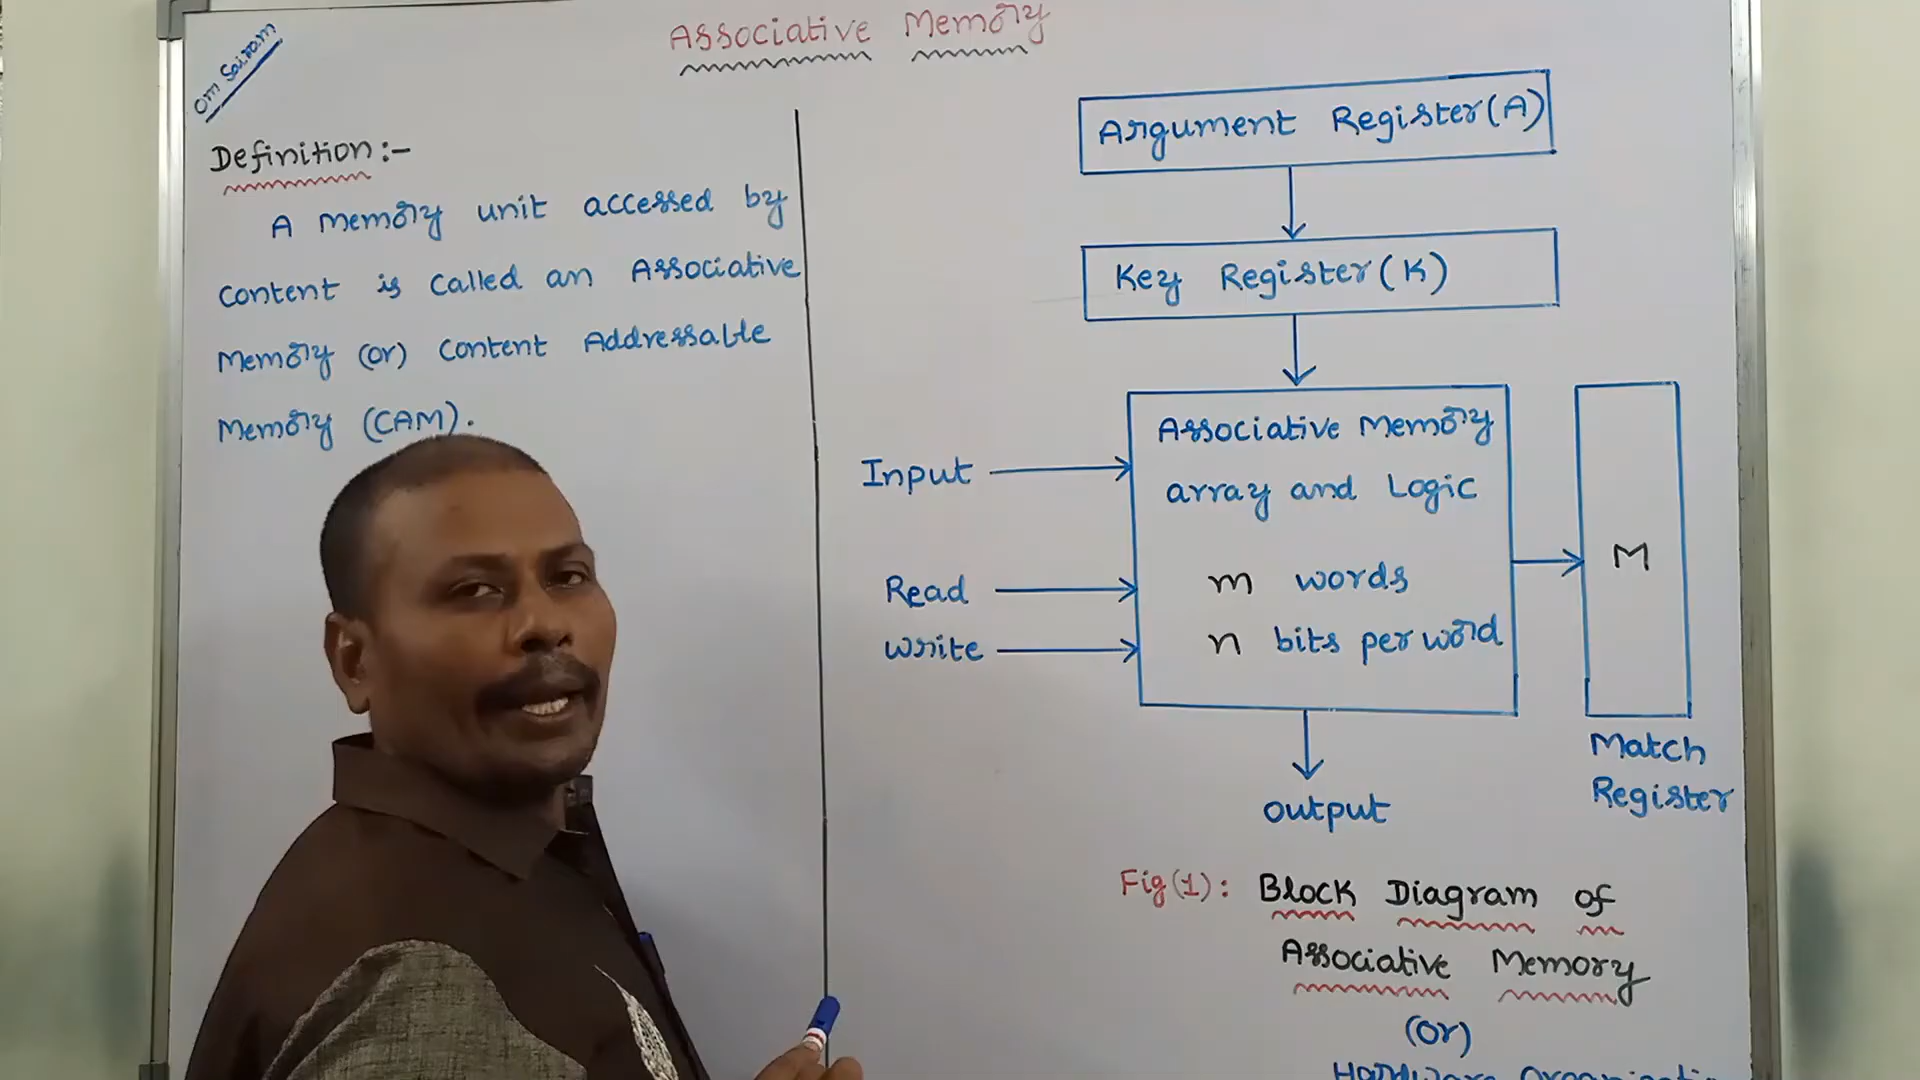 Om Sairam
Associative Memory
Definition :-
A Memory unit accessed by
content is called an Associative
Memory (or) Content Addressable
Memory (CAM).
Argument Register(A)
Key Register(K)
Associative Memory
array and Logic
m words
n bits per word
Input
Read
write
M
Match
Register
output
Fig(1): Block Diagram of
Associative Memory
(Or)
Hardware